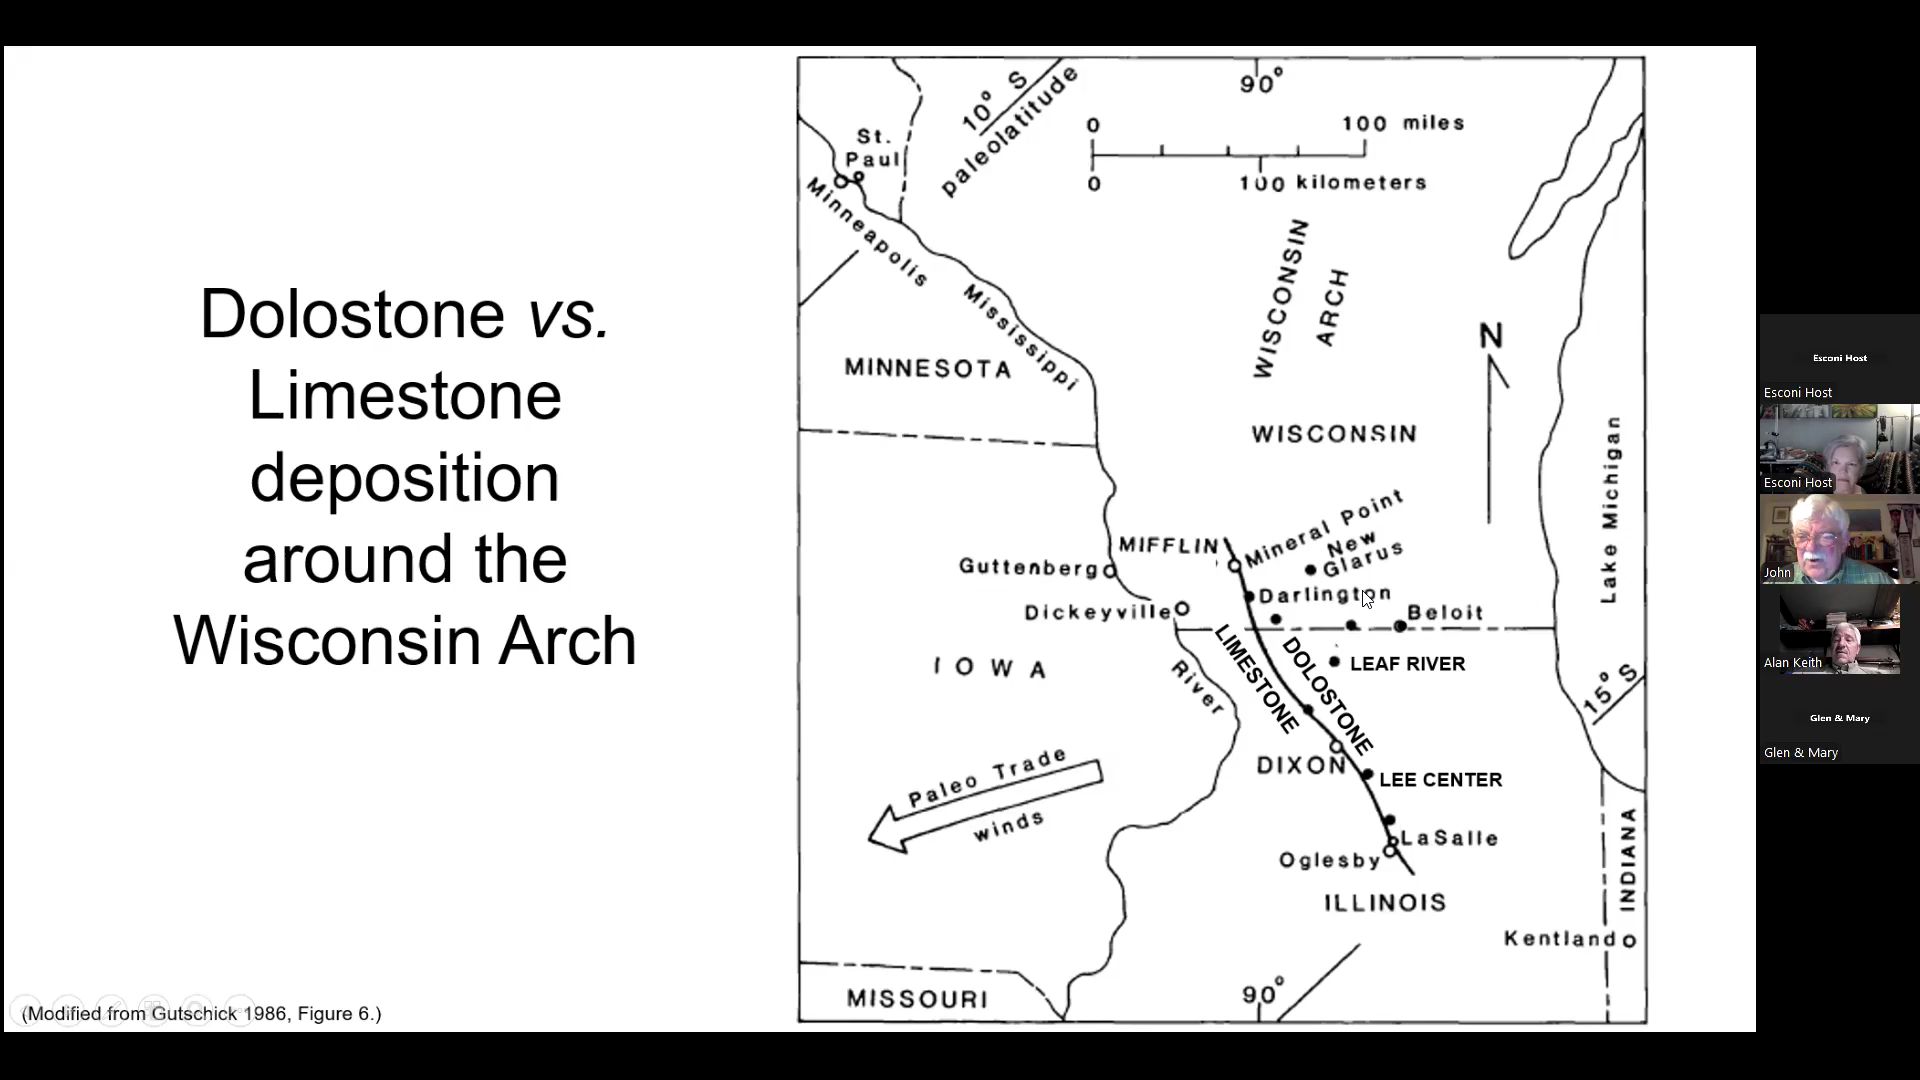 Dolostone vs.
Limestone
deposition
around the
Wisconsin Arch
(Modified from Gutschick 1986, Figure 6.)
10° S
paleolatitude
90°
0
100 miles
0
100 kilometers
St.
Paul
Minneapolis
Mississippi
WISCONSIN
ARCH
N
MINNESOTA
WISCONSIN
Lake Michigan
MIFFLIN
Mineral Point
New
Glarus
Guttenberg
Darlington
Dickeyville
Beloit
LIMESTONE
DOLOSTONE
LEAF RIVER
IOWA
River
15° S
DIXON
LEE CENTER
Paleo Trade
winds
LaSalle
Oglesby
INDIANA
ILLINOIS
Kentland
MISSOURI
90°
Esconi Host
Esconi Host
Esconi Host
John
Alan Keith
Glen & Mary
Glen & Mary